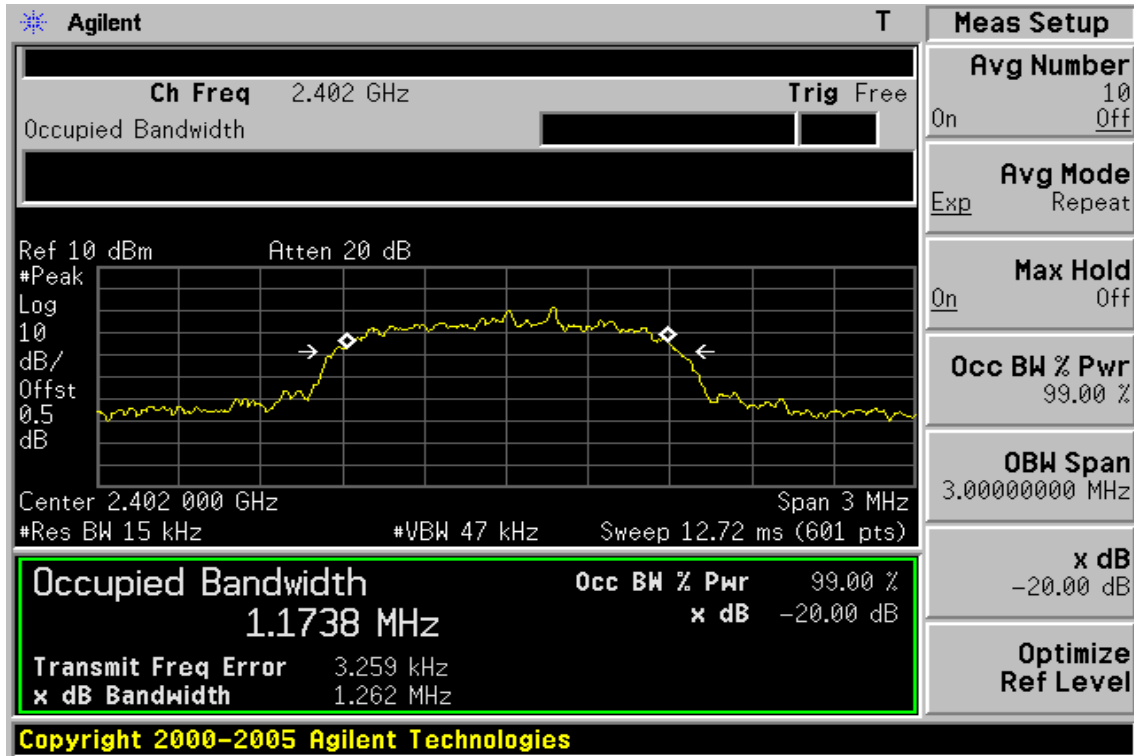 Agilent T
Ch Freq 2.402 GHz Trig Free
Occupied Bandwidth
Ref 10 dBm Atten 20 dB
#Peak
Log
10
dB/
Offst
0.5
dB
Center 2.402 000 GHz Span 3 MHz
#Res BW 15 kHz #VBW 47 kHz Sweep 12.72 ms (601 pts)
Occupied Bandwidth
1.1738 MHz
Occ BW % Pwr 99.00 %
x dB -20.00 dB
Transmit Freq Error 3.259 kHz
x dB Bandwidth 1.262 MHz
Copyright 2000-2005 Agilent Technologies
Meas Setup
Avg Number
10
On Off
Avg Mode
Exp Repeat
Max Hold
On Off
Occ BW % Pwr
99.00 %
OBW Span
3.00000000 MHz
x dB
-20.00 dB
Optimize
Ref Level